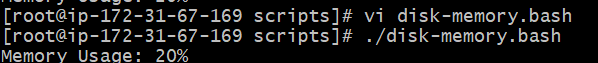 [root@ip-172-31-67-169 scripts]# vi disk-memory.bash
[root@ip-172-31-67-169 scripts]# ./disk-memory.bash
Memory Usage: 20%